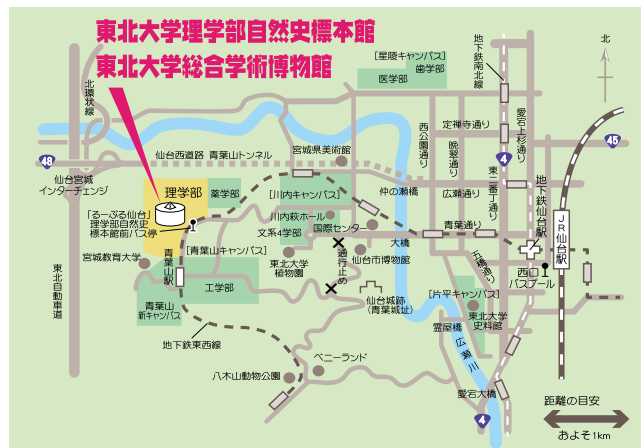 東北大学理学部自然史標本館
東北大学総合学術博物館
[星陵キャンパス]
歯学部
医学部
地下鉄南北線
北
北環状線
定禅寺通り
愛宕上杉通り
西公園通り
晩翠通り
4
45
48
仙台西道路 青葉山トンネル
宮城県美術館
東二番丁通り
仙台宮城
インターチェンジ
理学部
薬学部
[川内キャンパス]
仲の瀬橋
広瀬通り
地下鉄仙台駅
JR仙台駅
「るーぷる仙台」
理学部自然史
標本館前バス停
川内萩ホール
国際センター
青葉通り
文系4学部
大橋
五橋通り
[青葉山キャンパス]
宮城教育大学
青葉山駅
東北大学
植物園
通行止め
仙台市博物館
西口
バスプール
東北自動車道
工学部
[片平キャンパス]
青葉山
新キャンパス
仙台城跡
(青葉城址)
東北大学
史料館
霊屋橋
広瀬川
地下鉄東西線
ベニーランド
八木山動物公園
愛宕大橋
4
距離の目安
およそ1km